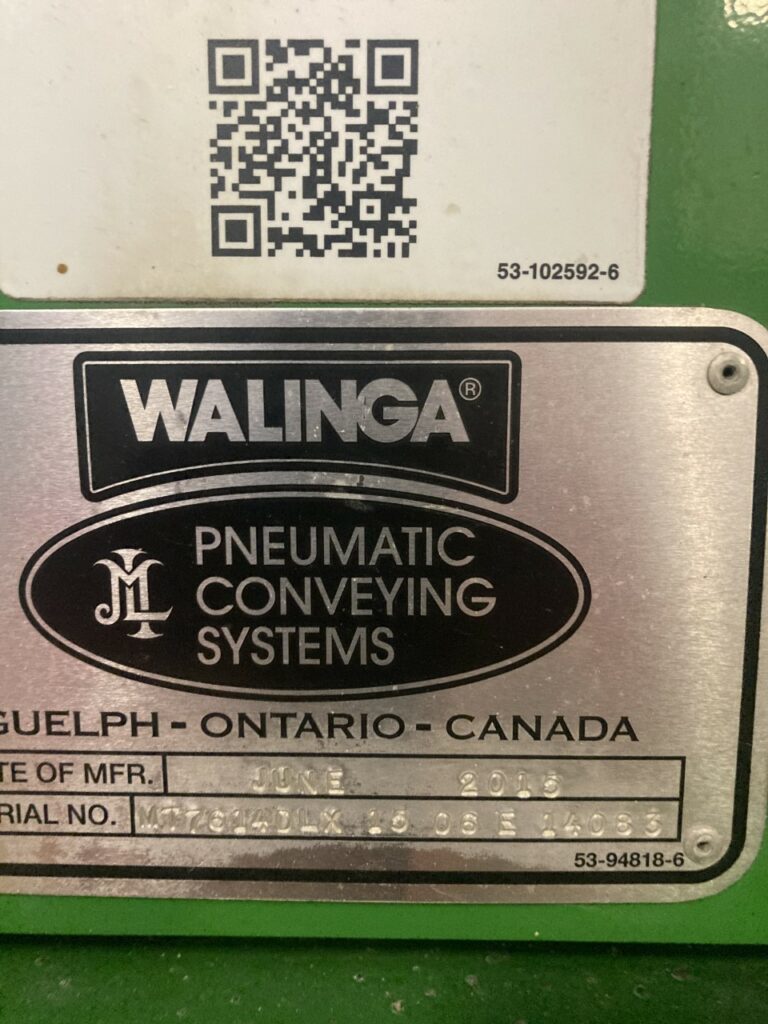 53-102592-6
WALINGA®
PNEUMATIC
CONVEYING
SYSTEMS
GUELPH - ONTARIO - CANADA
TE OF MFR. JUNE 2015
RIAL NO. MT7614DLX 15 06 E 14083
53-94818-6